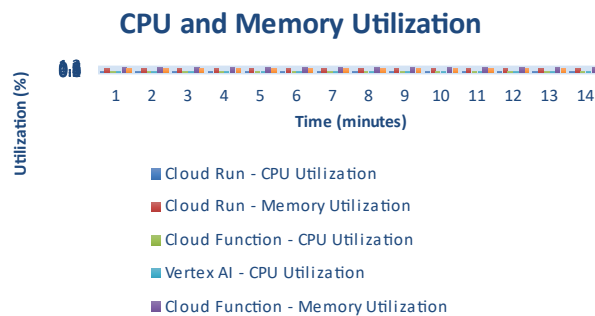 CPU and Memory Utilization
Utilization (%)
1 2 3 4 5 6 7 8 9 10 11 12 13 14
Time (minutes)
Cloud Run - CPU Utilization
Cloud Run - Memory Utilization
Cloud Function - CPU Utilization
Vertex AI - CPU Utilization
Cloud Function - Memory Utilization